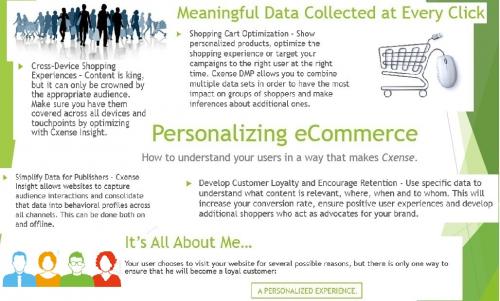 Meaningful Data Collected at Every Click
Shopping Cart Optimization - Show
personalized products, optimize the
shopping experience or target your
campaigns to the right user at the right
time. Cxense DMP allows you to combine
multiple data sets in order to have the most
impact on groups of shoppers and make
inferences about additional ones.
Cross-Device Shopping
Experiences - Content is king,
but it can only be crowned by
the appropriate audience.
Make sure you have them
covered across all devices and
touchpoints by optimizing
with Cxense Insight.
Personalizing eCommerce
How to understand your users in a way that makes Cxense.
Simplify Data for Publishers - Cxense
Insight allows websites to capture
audience interactions and consolidate
that data into behavioral profiles across
all channels. This can be done both on
and offline.
Develop Customer Loyalty and Encourage Retention - Use specific data to
understand what content is relevant, where, when and to whom. This will
increase your conversion rate, ensure positive user experiences and develop
additional shoppers who act as advocates for your brand.
It's All About Me...
Your user chooses to visit your website for several possible reasons, but there is only one way to
ensure that he will become a loyal customer:
A PERSONALIZED EXPERIENCE.